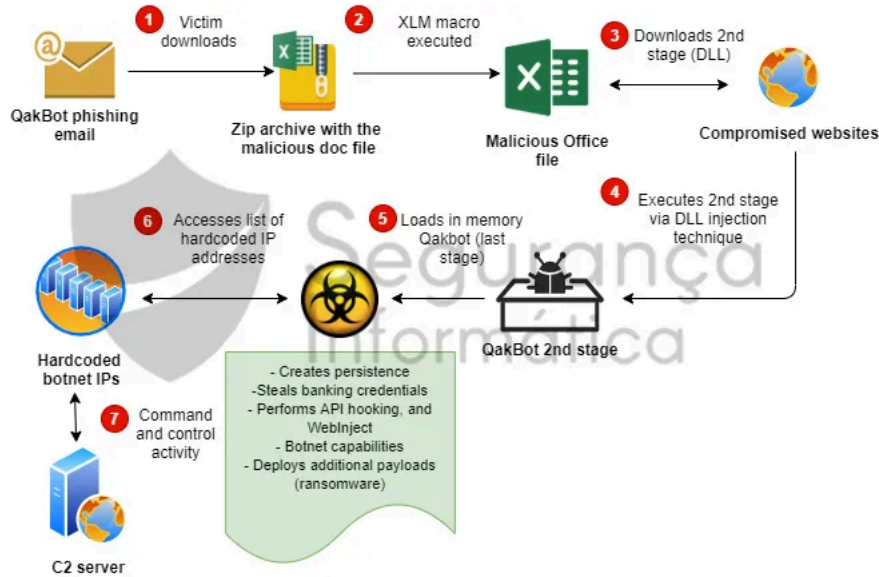 1 Victim
downloads
2 XLM macro
executed
3 Downloads 2nd
stage (DLL)
QakBot phishing
email
Zip archive with the
malicious doc file
Malicious Office
file
Compromised websites
4 Executes 2nd stage
via DLL injection
technique
5 Loads in memory
Qakbot (last
stage)
6 Accesses list of
hardcoded IP
addresses
Segurança
Informática
QakBot 2nd stage
Hardcoded
botnet IPs
- Creates persistence
-Steals banking credentials
- Performs API hooking, and
WebInject
- Botnet capabilities
- Deploys additional payloads
(ransomware)
7 Command
and control
activity
C2 server